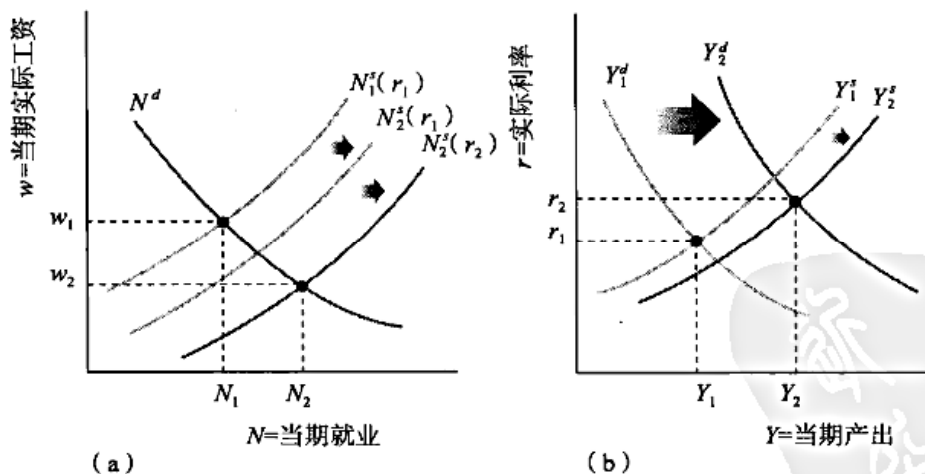 w=当期实际工资
N^d
N_1^s(r_1)
N_2^s(r_1)
N_2^s(r_2)
w_1
w_2
N_1
N_2
N=当期就业
(a)
r=实际利率
Y_1^d
Y_2^d
Y_1^s
Y_2^s
r_2
r_1
Y_1
Y_2
Y=当期产出
(b)